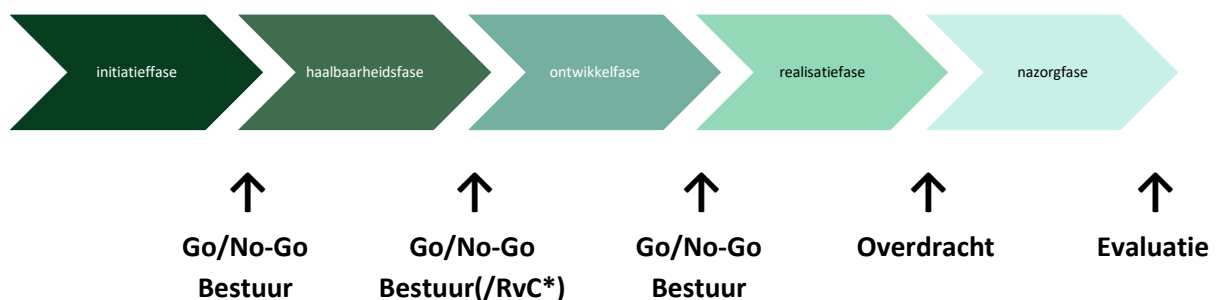 initiatieffase
haalbaarheidsfase
ontwikkelfase
realisatiefase
nazorgfase
Go/No-Go
Bestuur
Go/No-Go
Bestuur(/RvC*)
Go/No-Go
Bestuur
Overdracht
Evaluatie